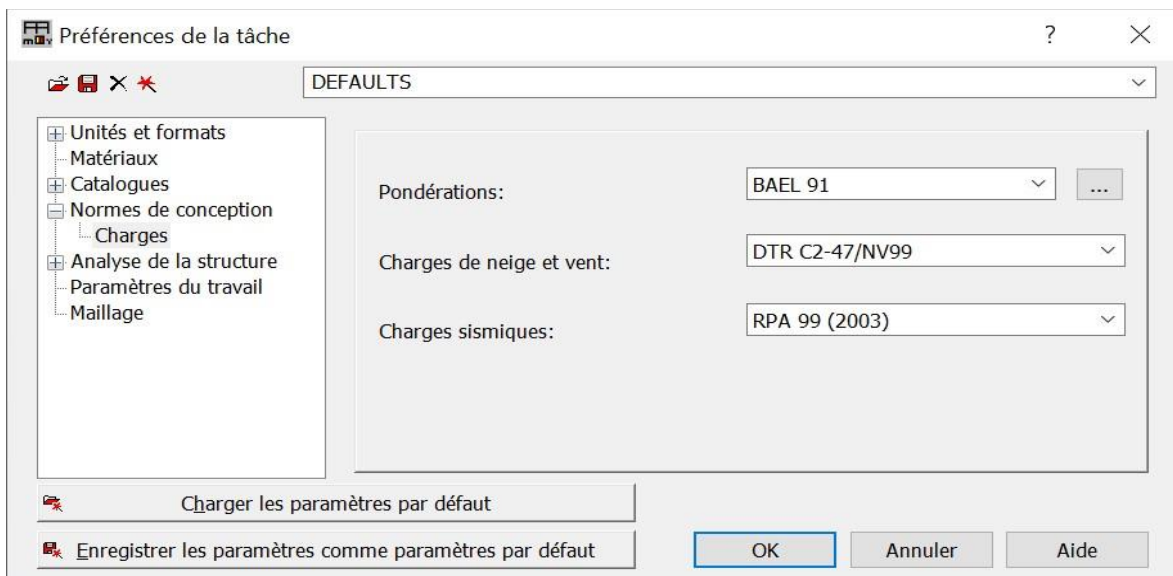 Préférences de la tâche
?
DEFAULTS
Unités et formats
Matériaux
Catalogues
Normes de conception
Charges
Analyse de la structure
Paramètres du travail
Maillage
Pondérations:
BAEL 91
...
Charges de neige et vent:
DTR C2-47/NV99
Charges sismiques:
RPA 99 (2003)
Charger les paramètres par défaut
Enregistrer les paramètres comme paramètres par défaut
OK
Annuler
Aide